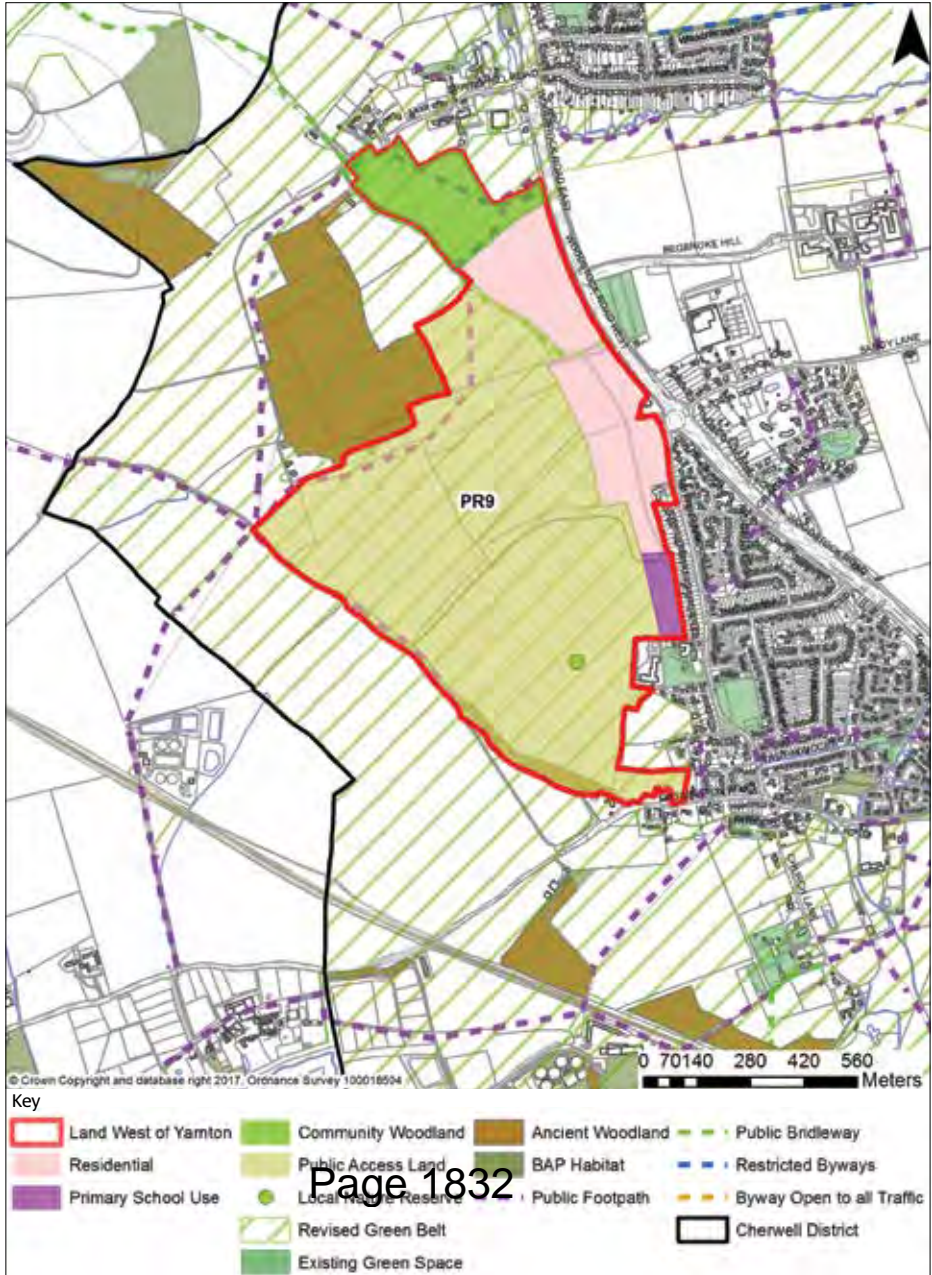 BEGBROKE HILL
SANDY LANE
PR9
CHURCH LANE
0 70140 280 420 560
Meters
© Crown Copyright and database right 2017. Ordnance Survey 100018504
Key
Land West of Yarnton
Community Woodland
Ancient Woodland
Public Bridleway
Residential
Public Access Land
BAP Habitat
Restricted Byways
Primary School Use
Local Nature Reserve
Public Footpath
Byway Open to all Traffic
Page 1832
Revised Green Belt
Cherwell District
Existing Green Space